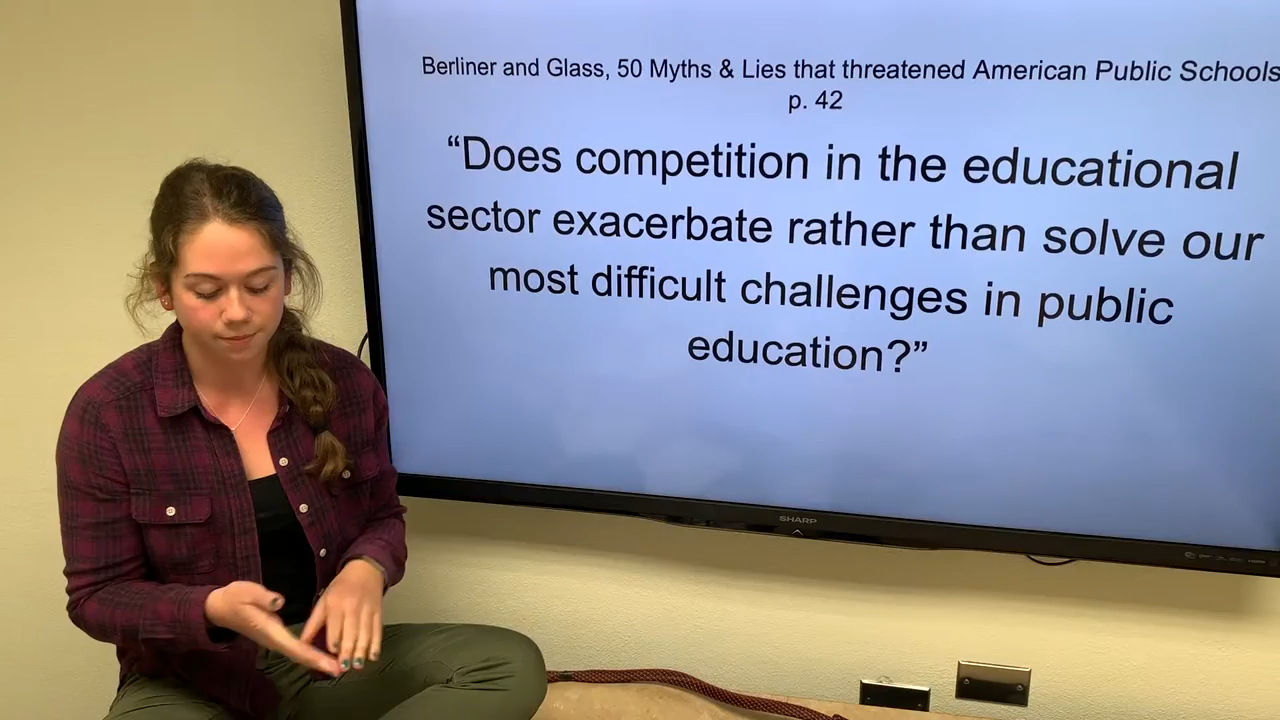 Berliner and Glass, 50 Myths & Lies that threatened American Public Schools
p. 42
“Does competition in the educational
sector exacerbate rather than solve our
most difficult challenges in public
education?”
SHARP